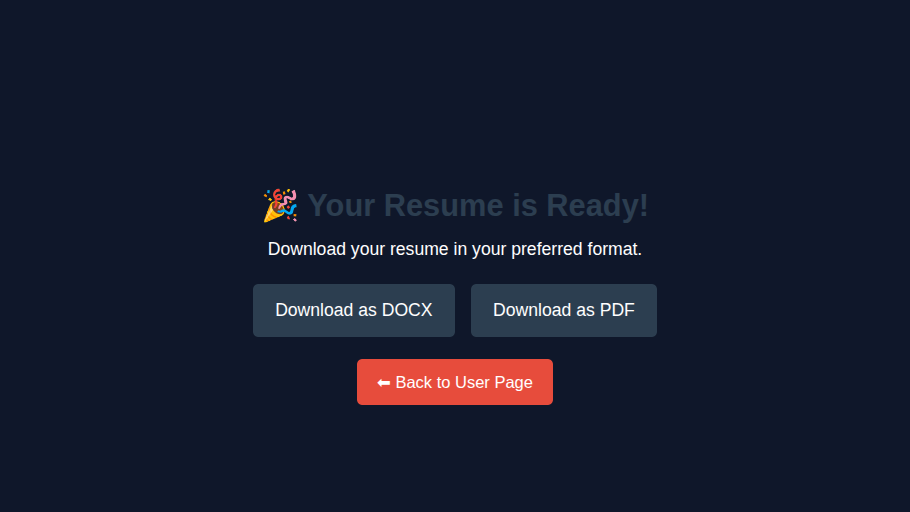 🎉 Your Resume is Ready!
Download your resume in your preferred format.
Download as DOCX
Download as PDF
⬅ Back to User Page